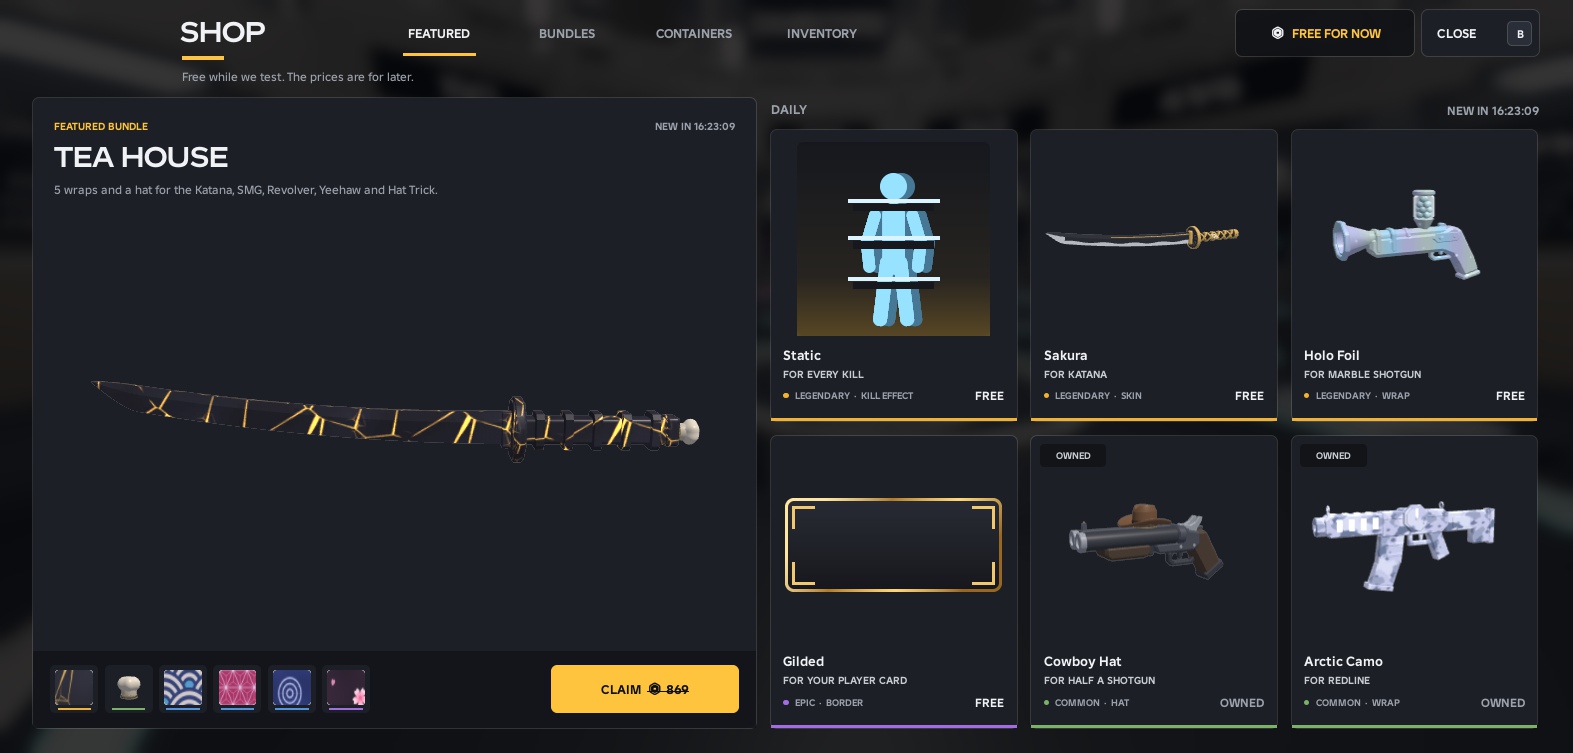 SHOP
FEATURED
BUNDLES
CONTAINERS
INVENTORY
FREE FOR NOW
CLOSE
B
Free while we test. The prices are for later.
FEATURED BUNDLE
NEW IN 16:23:09
TEA HOUSE
5 wraps and a hat for the Katana, SMG, Revolver, Yeehaw and Hat Trick.
CLAIM 869
DAILY
NEW IN 16:23:09
Static
FOR EVERY KILL
LEGENDARY · KILL EFFECT
FREE
Sakura
FOR KATANA
LEGENDARY · SKIN
FREE
Holo Foil
FOR MARBLE SHOTGUN
LEGENDARY · WRAP
FREE
Gilded
FOR YOUR PLAYER CARD
EPIC · BORDER
FREE
OWNED
Cowboy Hat
FOR HALF A SHOTGUN
COMMON · HAT
OWNED
OWNED
Arctic Camo
FOR REDLINE
COMMON · WRAP
OWNED